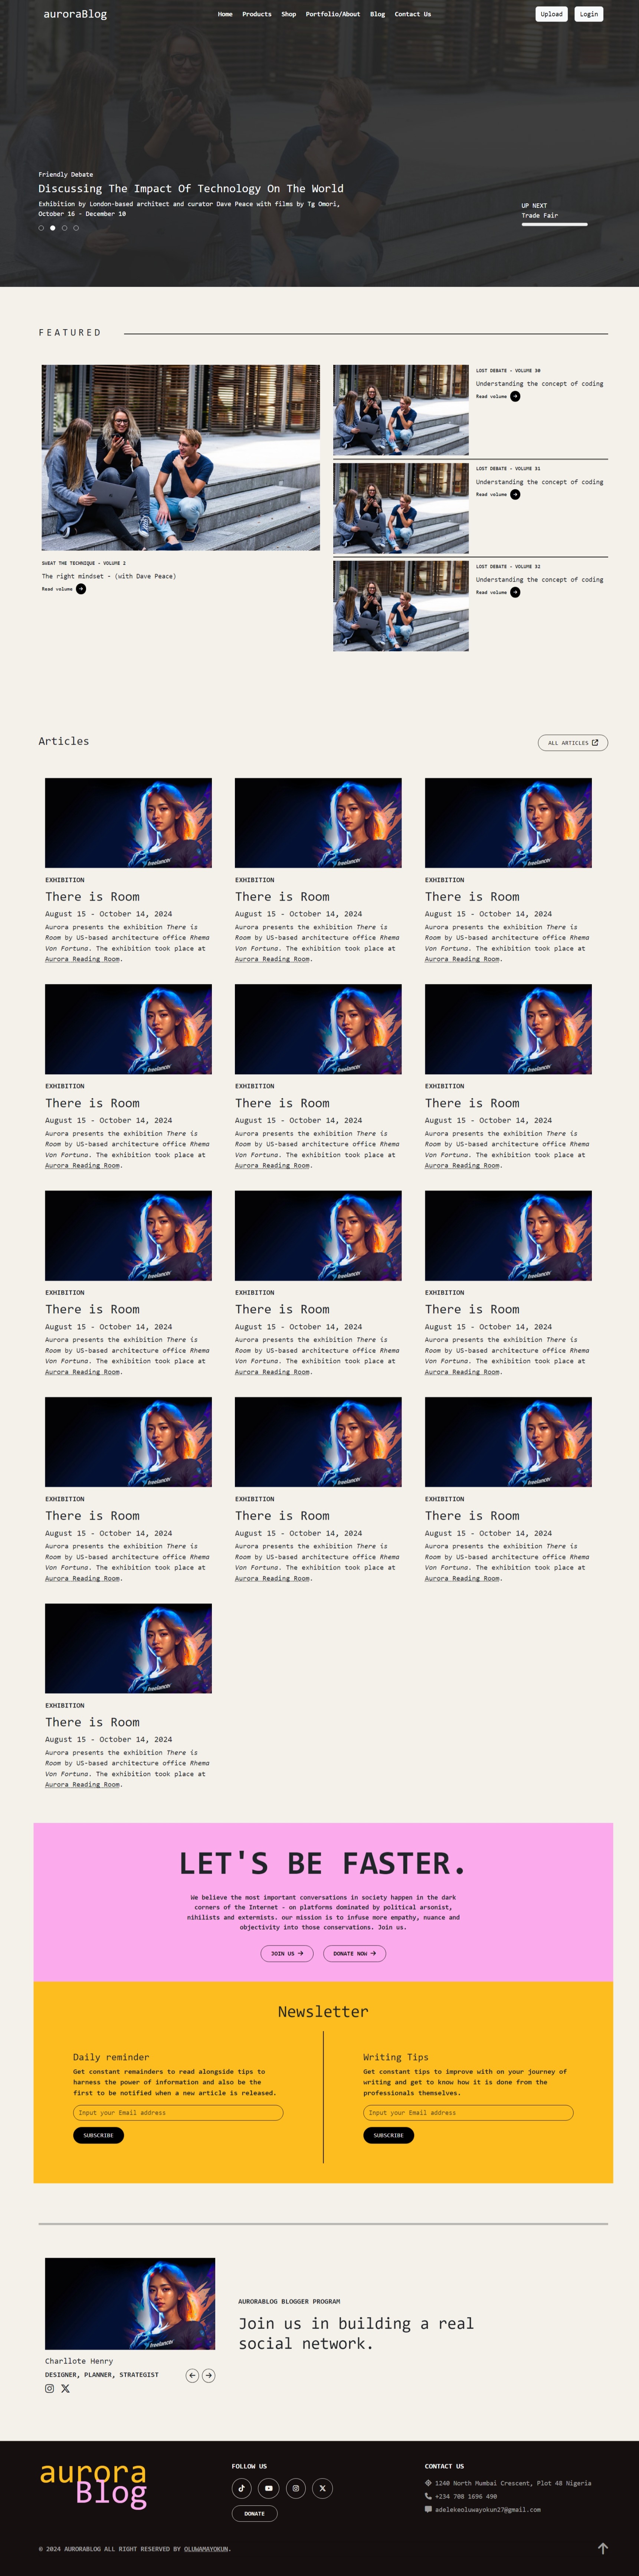 auroraBlog
Home Products Shop Portfolio/About Blog Contact Us
Upload Login
Friendly Debate
Discussing The Impact Of Technology On The World
Exhibition by London-based architect and curator Dave Peace with films by Tg Omori,
October 16 - December 10
UP NEXT
Trade Fair
FEATURED
SWEAT THE TECHNIQUE - VOLUME 2
The right mindset - (with Dave Peace)
Read volume
LOST DEBATE - VOLUME 30
Understanding the concept of coding
Read volume
LOST DEBATE - VOLUME 31
Understanding the concept of coding
Read volume
LOST DEBATE - VOLUME 32
Understanding the concept of coding
Read volume
Articles
ALL ARTICLES
freelancer
EXHIBITION
There is Room
August 15 - October 14, 2024
Aurora presents the exhibition There is
Room by US-based architecture office Rhema
Von Fortuna. The exhibition took place at
Aurora Reading Room.
freelancer
EXHIBITION
There is Room
August 15 - October 14, 2024
Aurora presents the exhibition There is
Room by US-based architecture office Rhema
Von Fortuna. The exhibition took place at
Aurora Reading Room.
freelancer
EXHIBITION
There is Room
August 15 - October 14, 2024
Aurora presents the exhibition There is
Room by US-based architecture office Rhema
Von Fortuna. The exhibition took place at
Aurora Reading Room.
freelancer
EXHIBITION
There is Room
August 15 - October 14, 2024
Aurora presents the exhibition There is
Room by US-based architecture office Rhema
Von Fortuna. The exhibition took place at
Aurora Reading Room.
freelancer
EXHIBITION
There is Room
August 15 - October 14, 2024
Aurora presents the exhibition There is
Room by US-based architecture office Rhema
Von Fortuna. The exhibition took place at
Aurora Reading Room.
freelancer
EXHIBITION
There is Room
August 15 - October 14, 2024
Aurora presents the exhibition There is
Room by US-based architecture office Rhema
Von Fortuna. The exhibition took place at
Aurora Reading Room.
freelancer
EXHIBITION
There is Room
August 15 - October 14, 2024
Aurora presents the exhibition There is
Room by US-based architecture office Rhema
Von Fortuna. The exhibition took place at
Aurora Reading Room.
freelancer
EXHIBITION
There is Room
August 15 - October 14, 2024
Aurora presents the exhibition There is
Room by US-based architecture office Rhema
Von Fortuna. The exhibition took place at
Aurora Reading Room.
freelancer
EXHIBITION
There is Room
August 15 - October 14, 2024
Aurora presents the exhibition There is
Room by US-based architecture office Rhema
Von Fortuna. The exhibition took place at
Aurora Reading Room.
freelancer
EXHIBITION
There is Room
August 15 - October 14, 2024
Aurora presents the exhibition There is
Room by US-based architecture office Rhema
Von Fortuna. The exhibition took place at
Aurora Reading Room.
freelancer
EXHIBITION
There is Room
August 15 - October 14, 2024
Aurora presents the exhibition There is
Room by US-based architecture office Rhema
Von Fortuna. The exhibition took place at
Aurora Reading Room.
freelancer
EXHIBITION
There is Room
August 15 - October 14, 2024
Aurora presents the exhibition There is
Room by US-based architecture office Rhema
Von Fortuna. The exhibition took place at
Aurora Reading Room.
freelancer
EXHIBITION
There is Room
August 15 - October 14, 2024
Aurora presents the exhibition There is
Room by US-based architecture office Rhema
Von Fortuna. The exhibition took place at
Aurora Reading Room.
LET'S BE FASTER.
We believe the most important conversations in society happen in the dark
corners of the Internet - on platforms dominated by political arsonist,
nihilists and extermists. our mission is to infuse more empathy, nuance and
objectivity into those conservations. Join us.
JOIN US
DONATE NOW
Newsletter
Daily reminder
Get constant remainders to read alongside tips to
harness the power of information and also be the
first to be notified when a new article is released.
Input your Email address
SUBSCRIBE
Writing Tips
Get constant tips to improve with on your journey of
writing and get to know how it is done from the
professionals themselves.
Input your Email address
SUBSCRIBE
freelancer
Charllote Henry
DESIGNER, PLANNER, STRATEGIST
AURORABLOG BLOGGER PROGRAM
Join us in building a real
social network.
aurora
Blog
FOLLOW US
DONATE
CONTACT US
1240 North Mumbai Crescent, Plot 48 Nigeria
+234 708 1696 490
adelekeoluwayokun27@gmail.com
© 2024 AURORABLOG ALL RIGHT RESERVED BY OLUWAMAYOKUN.